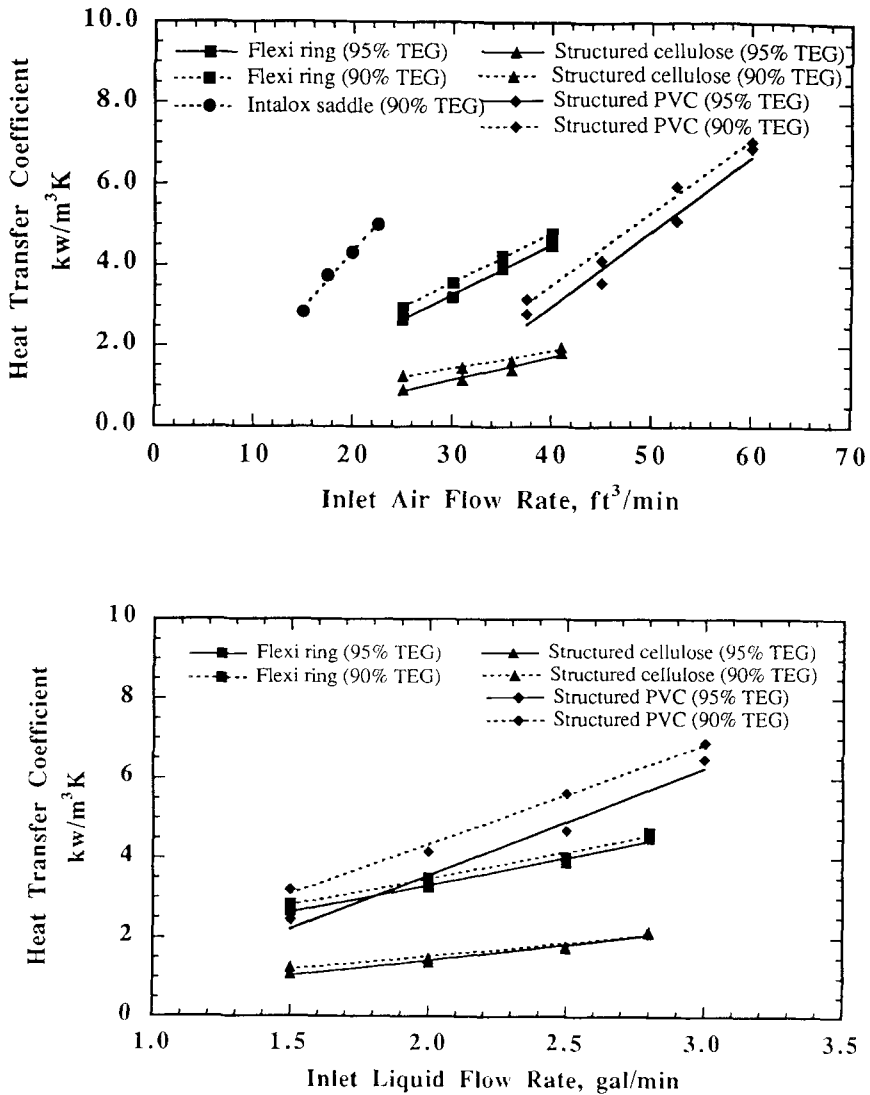 10.0
8.0
6.0
4.0
2.0
0.0
Heat Transfer Coefficient
kw/m³K
Flexi ring (95% TEG)
Flexi ring (90% TEG)
Intalox saddle (90% TEG)
Structured cellulose (95% TEG)
Structured cellulose (90% TEG)
Structured PVC (95% TEG)
Structured PVC (90% TEG)
0 10 20 30 40 50 60 70
Inlet Air Flow Rate, ft³/min
10
8
6
4
2
0
Heat Transfer Coefficient
kw/m³K
Flexi ring (95% TEG)
Flexi ring (90% TEG)
Structured cellulose (95% TEG)
Structured cellulose (90% TEG)
Structured PVC (95% TEG)
Structured PVC (90% TEG)
1.0 1.5 2.0 2.5 3.0 3.5
Inlet Liquid Flow Rate, gal/min